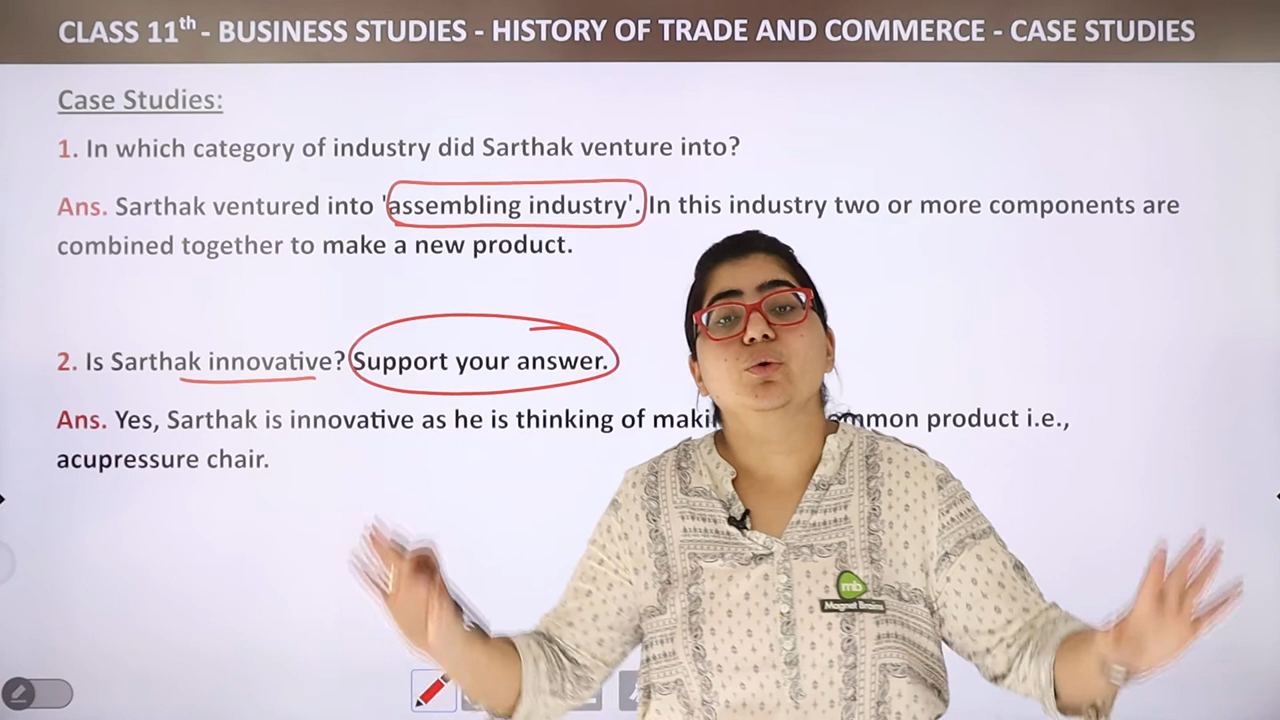 CLASS 11th - BUSINESS STUDIES - HISTORY OF TRADE AND COMMERCE - CASE STUDIES
Case Studies:
1. In which category of industry did Sarthak venture into?
Ans. Sarthak ventured into 'assembling industry'. In this industry two or more components are
combined together to make a new product.
2. Is Sarthak innovative? Support your answer.
Ans. Yes, Sarthak is innovative as he is thinking of product i.e.,
acupressure chair.
mb
Magnet Brains